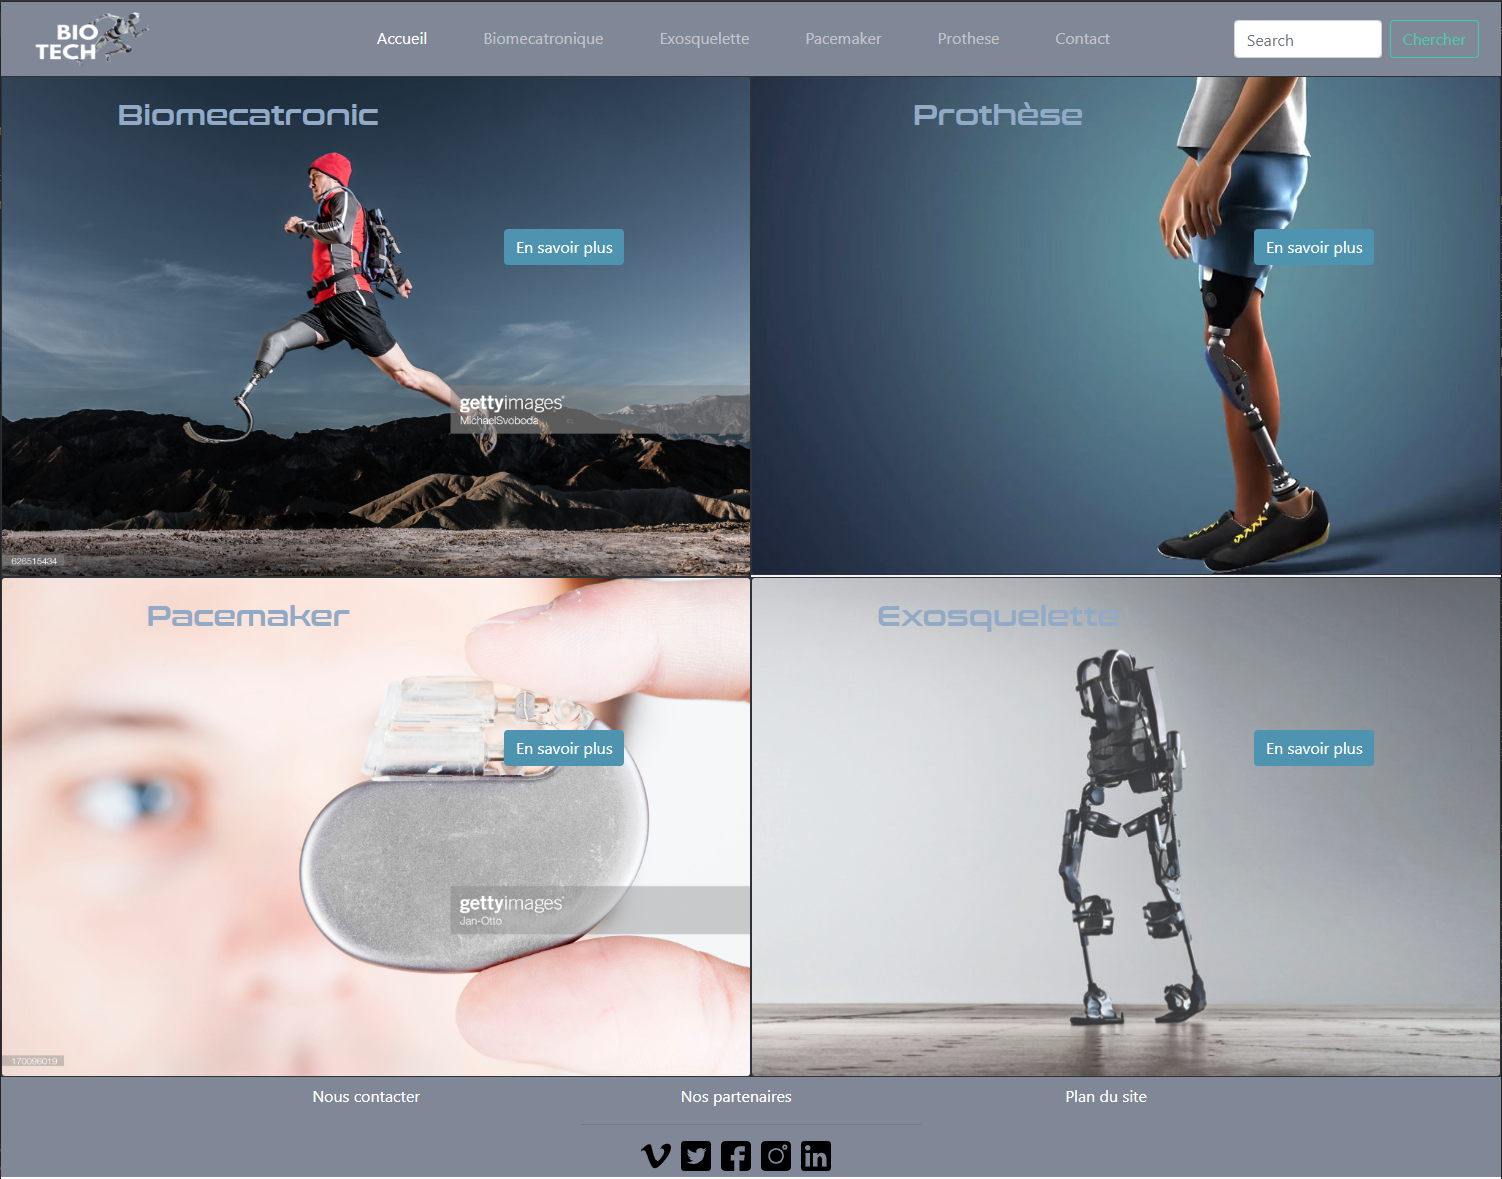 BIO
TECH
Accueil
Biomecatronique
Exosquelette
Pacemaker
Prothese
Contact
Search
Chercher
Biomecatronic
En savoir plus
gettyimages®
MichaelSvoboda
626515434
Prothèse
En savoir plus
Pacemaker
En savoir plus
gettyimages®
Jan-Otto
170096019
Exosquelette
En savoir plus
Nous contacter
Nos partenaires
Plan du site